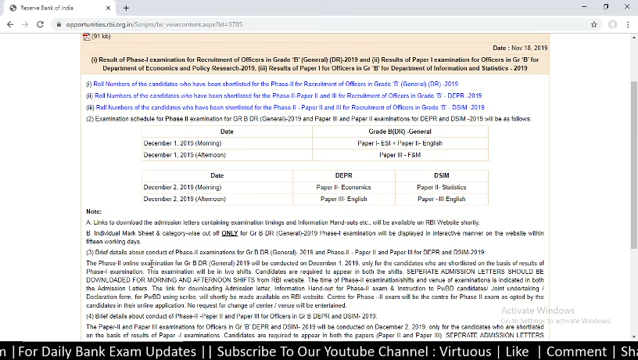 Reserve Bank of India
opportunities.rbi.org.in/Scripts/bs_viewcontent.aspx?Id=3785
(91 kb)
Date : Nov 18, 2019
(i) Result of Phase-I examination for Recruitment of Officers in Grade 'B' (General) (DR)-2019 and (ii) Results of Paper I examination for Officers in Gr 'B' for
Department of Economics and Policy Research-2019, (iii) Results of Paper I for Officers in Gr 'B' for Department of Information and Statistics - 2019
(i) Roll Numbers of the candidates who have been shortlisted for the Phase-II for Recruitment of Officers in Grade 'B' (General) (DR) -2019
(ii) Roll Numbers of the candidates who have been shortlisted for the Phase-II-Paper II and III for Recruitment of Officers in Grade 'B' - DEPR -2019
(iii) Roll Numbers of the candidates who have been shortlisted for the Phase -II–Paper II and III for Recruitment of Officers in Grade 'B' - DSIM -2019
(2) Examination schedule for Phase II examination for GR B DR (General)-2019 and Paper II and Paper II examinations for DEPR and DSIM -2019 will be as follows:
Date Grade B(DR) -General
December 1, 2019 (Morning) Paper I- ESI + Paper II- English
December 1, 2019 (Afternoon) Paper III - F&M
Date DEPR DSIM
December 2, 2019 (Morning) Paper II- Economics Paper II- Statistics
December 2, 2019 (Afternoon) Paper III- English Paper –III English
Note:
A. Links to download the admission letters containing examination timings and Information Hand-outs etc., will be available on RBI Website shortly.
B. Individual Mark Sheet & category-wise cut off ONLY for Gr B DR (General)-2019 Phase-I examination will be displayed in interactive manner on the website within
fifteen working days.
(3) Brief details about conduct of Phase-II examinations for Gr B DR (General)- 2019 and Phase-II - Paper II and Paper III for DEPR and DSIM-2019:
The Phase-II online examination for Gr B DR (General) 2019 will be conducted on December 1, 2019, only for the candidates who are shortlisted on the basis of results of
Phase-I examination. This examination will be in two shifts. Candidates are required to appear in both the shifts. SEPERATE ADMISSION LETTERS SHOULD BE
DOWNLOADED FOR MORNING AND AFTERNOON SHIFTS from RBI website. The time of Phase-II examination/shifts and venue of examinations is indicated in both
the Admission Letters. The link for downloading Admission letter, Information Hand-out for Phase-II exam & Instruction to PwBD Candidates/ Joint undertaking /
Declaration form, for PwBD using scribe, will shortly be made available on RBI website. Centre for Phase –II exam will be the centre for Phase II exam as opted by the
candidates in their online application. No request for change of center / venue will be entertained.
(4) Brief details about conduct of Phase -II Paper II and Paper III for Officers in Gr B DSIM- 2019:
The Paper-II and Paper III examinations for Officers in Gr B' DEPR and DSIM- 2019 will be conducted on December 2, 2019, only for the candidates who are shortlisted
on the basis of results of Paper -I examination. Candidates are required to appear in both the papers (Paper II and Paper III). SEPERATE ADMISSION LETTERS
Activate Windows
Go to Settings to activate Windows.
m | For Daily Bank Exam Updates || Subscribe To Our Youtube Channel : Virtuous | Like | Comment | Sh